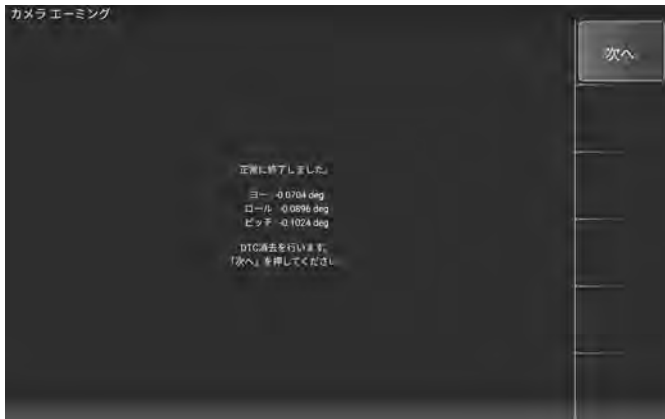 カメラ エーミング
次へ
正常に終了しました。
ヨー -0.0704 deg
ロール -0.0896 deg
ピッチ -0.1024 deg
DTC消去を行います。
「次へ」を押してください。